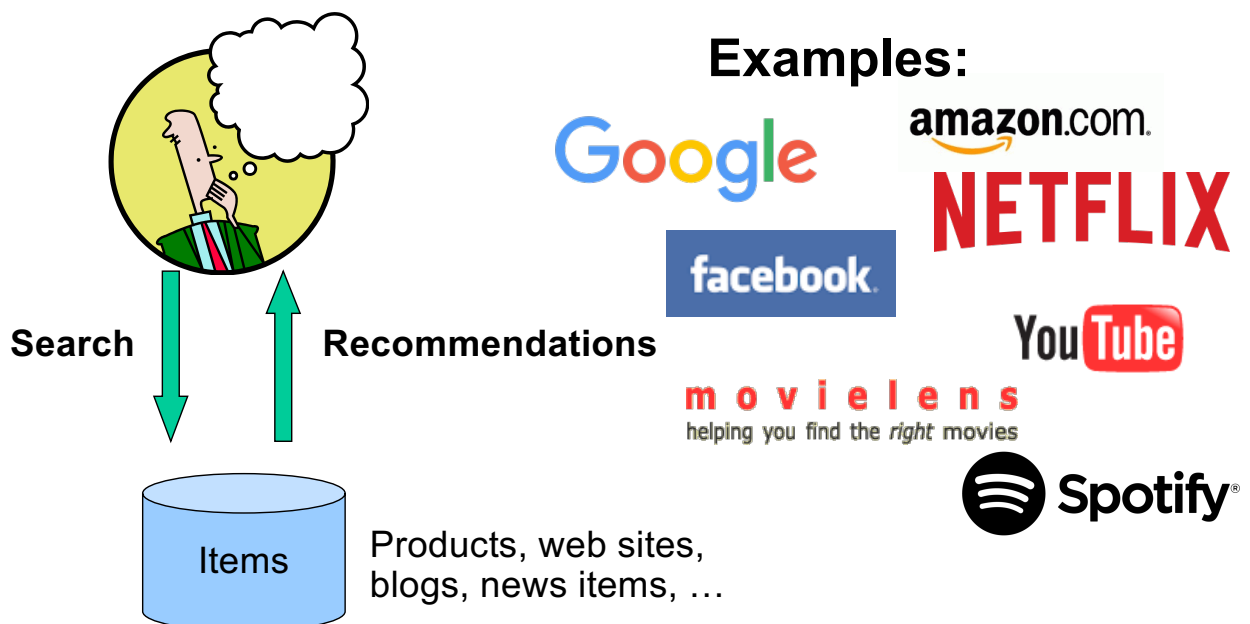 Examples:
Google
amazon.com.
NETFLIX
facebook.
Search
Recommendations
YouTube
movielens
helping you find the right movies
Spotify®
Items
Products, web sites,
blogs, news items, …